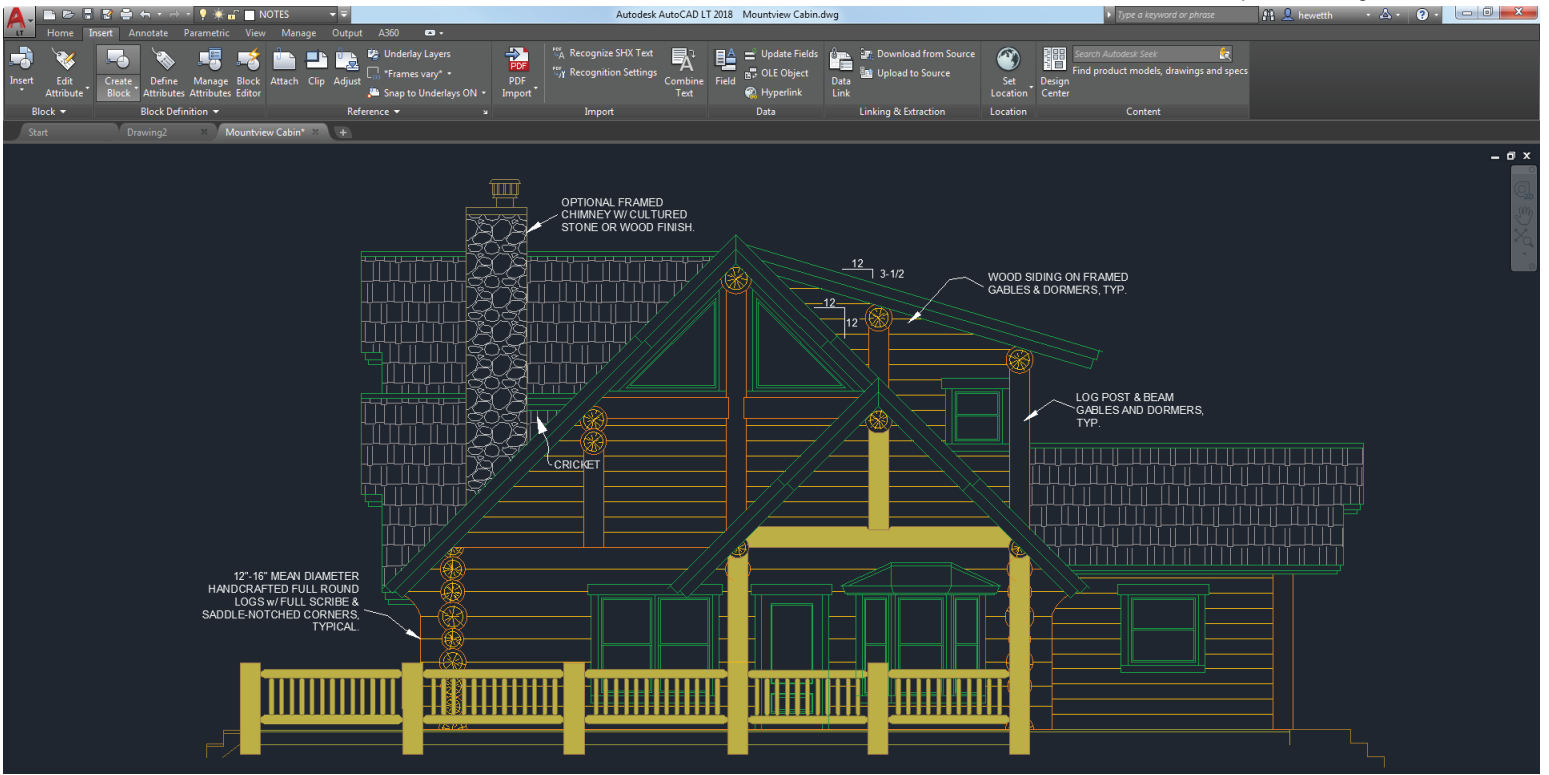 NOTES
Autodesk AutoCAD LT 2018 Mountview Cabin.dwg
Type a keyword or phrase
hewetth
LT
Home Insert Annotate Parametric View Manage Output A360
Insert
Edit Attribute
Create Block
Define Attributes
Manage Attributes
Block Editor
Block
Block Definition
Attach
Clip
Adjust
Underlay Layers
*Frames vary*
Snap to Underlays ON
Reference
PDF
PDF Import
Recognize SHX Text
Recognition Settings
Combine Text
Import
Field
Update Fields
OLE Object
Hyperlink
Data
Data Link
Download from Source
Upload to Source
Linking & Extraction
Set Location
Location
Design Center
Search Autodesk Seek
Find product models, drawings and specs
Content
Start
Drawing2
Mountview Cabin*
OPTIONAL FRAMED
CHIMNEY W/ CULTURED
STONE OR WOOD FINISH.
12
3-1/2
12
12
WOOD SIDING ON FRAMED
GABLES & DORMERS, TYP.
LOG POST & BEAM
GABLES AND DORMERS,
TYP.
CRICKET
12"-16" MEAN DIAMETER
HANDCRAFTED FULL ROUND
LOGS w/ FULL SCRIBE &
SADDLE-NOTCHED CORNERS,
TYPICAL.